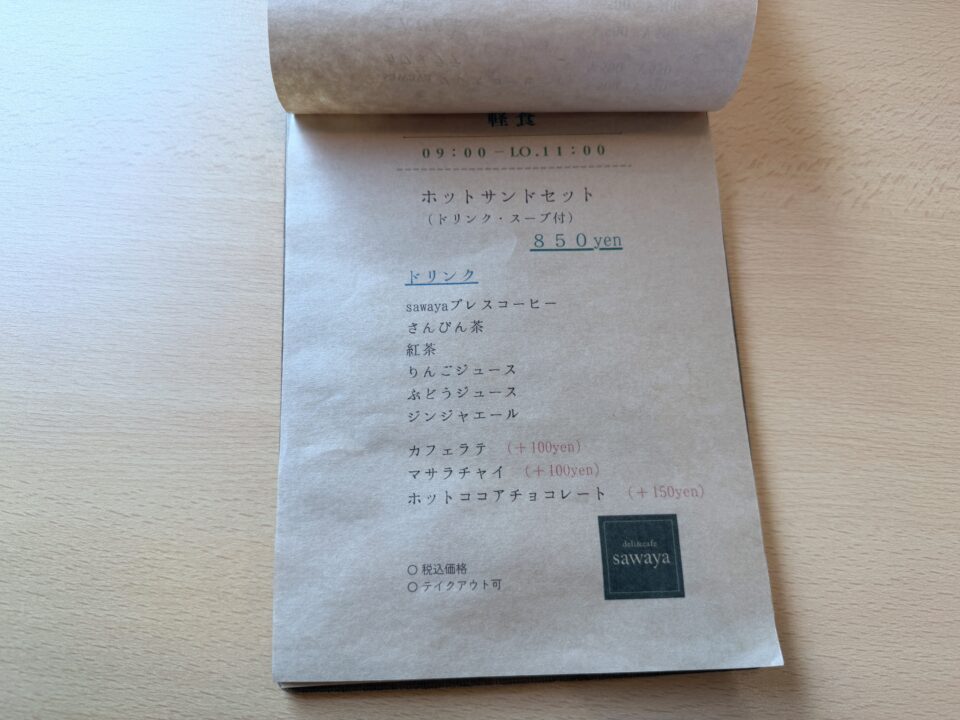 軽食
09:00－LO.11:00
ホットサンドセット
（ドリンク・スープ付）
８５０yen
ドリンク
sawayaプレスコーヒー
さんぴん茶
紅茶
りんごジュース
ぶどうジュース
ジンジャエール
カフェラテ （＋100yen）
マサラチャイ （＋100yen）
ホットココアチョコレート （＋150yen）
deli&cafe
sawaya
○ 税込価格
○ テイクアウト可